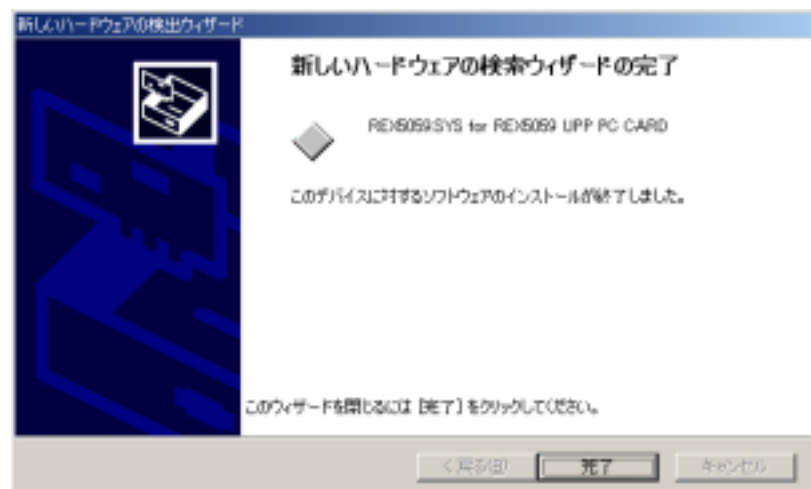 新しいハードウェアの検出ウィザード
新しいハードウェアの検索ウィザードの完了
REX5059.SYS for REX5059 UPP PC CARD
このデバイスに対するソフトウェアのインストールが終了しました。
このウィザードを閉じるには [完了] をクリックしてください。
< 戻る(B)
完了
キャンセル